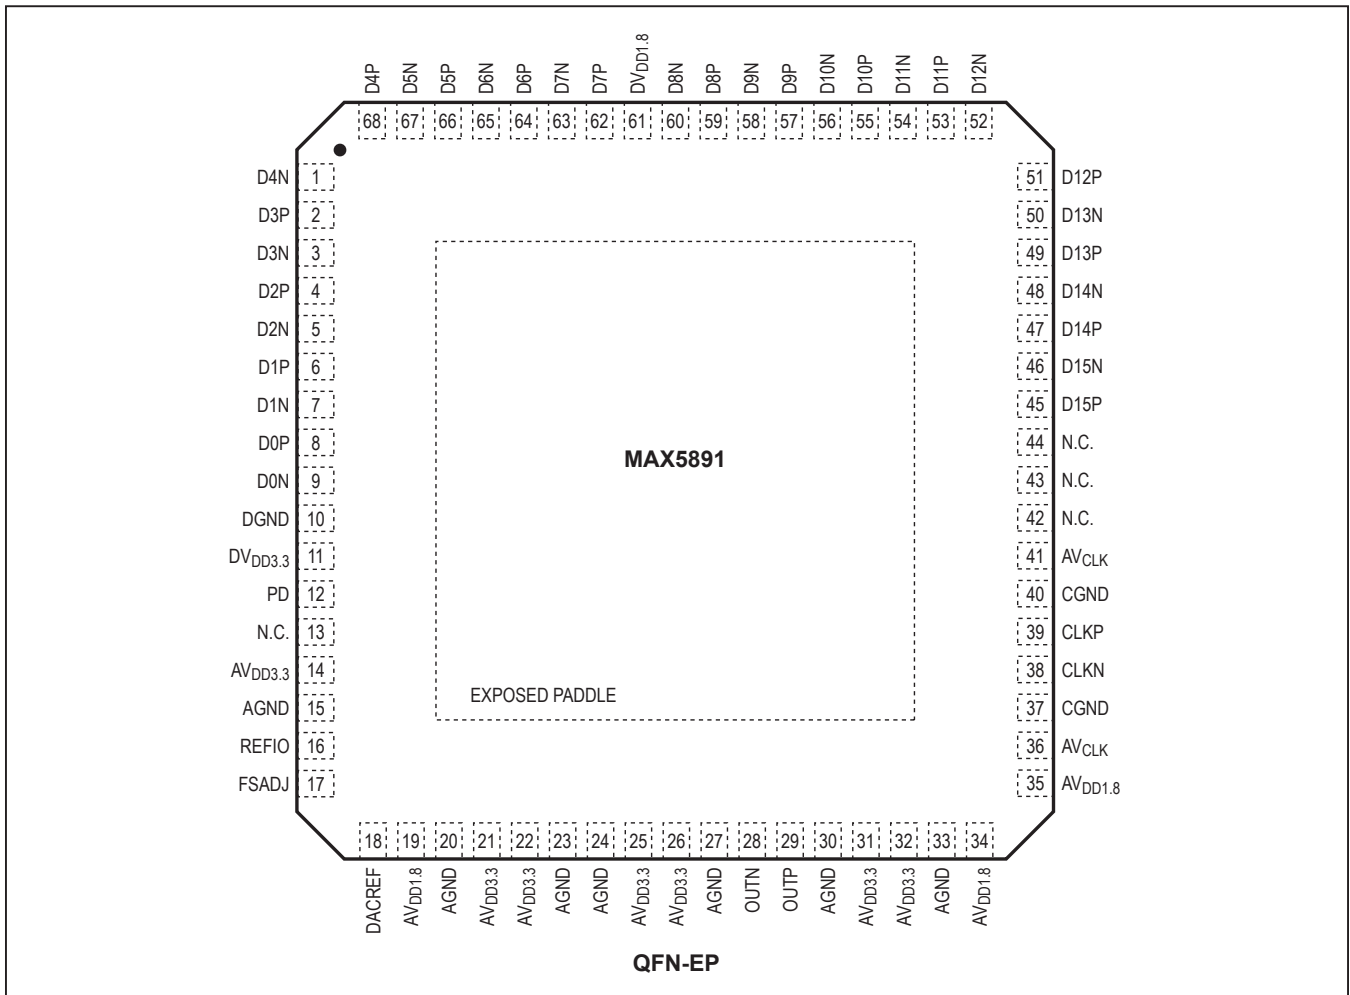 D4P
D5N
D5P
D6N
D6P
D7N
D7P
DVDD1.8
D8N
D8P
D9N
D9P
D10N
D10P
D11N
D11P
D12N
68 67 66 65 64 63 62 61 60 59 58 57 56 55 54 53 52
D4N 1
D3P 2
D3N 3
D2P 4
D2N 5
D1P 6
D1N 7
D0P 8
D0N 9
DGND 10
DVDD3.3 11
PD 12
N.C. 13
AVDD3.3 14
AGND 15
REFIO 16
FSADJ 17
51 D12P
50 D13N
49 D13P
48 D14N
47 D14P
46 D15N
45 D15P
44 N.C.
43 N.C.
42 N.C.
41 AVCLK
40 CGND
39 CLKP
38 CLKN
37 CGND
36 AVCLK
35 AVDD1.8
MAX5891
EXPOSED PADDLE
18 19 20 21 22 23 24 25 26 27 28 29 30 31 32 33 34
DACREF
AVDD1.8
AGND
AVDD3.3
AVDD3.3
AGND
AGND
AVDD3.3
AVDD3.3
AGND
OUTN
OUTP
AGND
AVDD3.3
AVDD3.3
AGND
AVDD1.8
QFN-EP